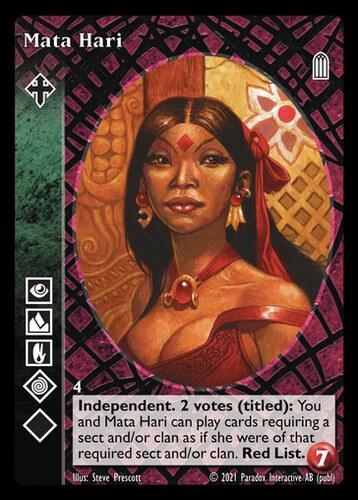 Mata Hari
4
Independent. 2 votes (titled): You
and Mata Hari can play cards requiring a
sect and/or clan as if she were of that
required sect and/or clan. Red List.
7
Illus: Steve Prescott
© 2021 Paradox Interactive AB (publ)